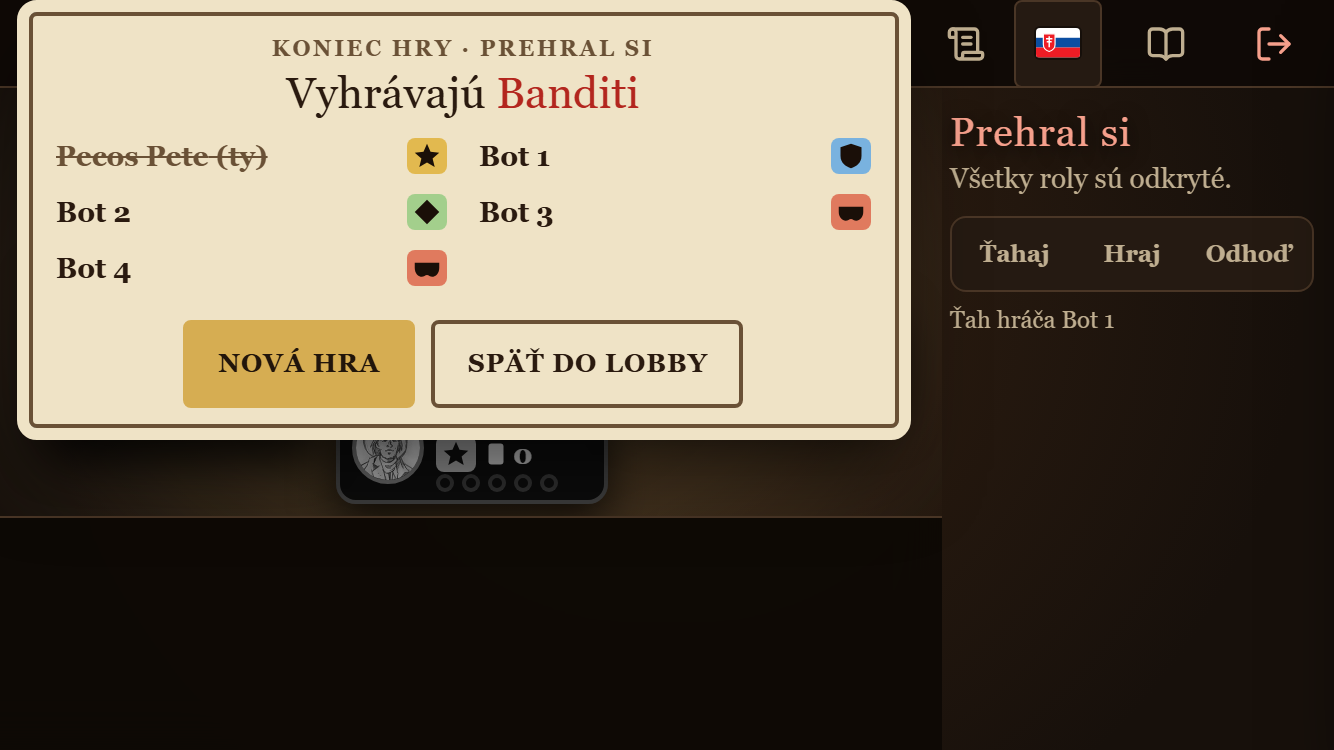 KONIEC HRY · PREHRAL SI
Vyhrávajú Banditi
Pecos Pete (ty)
Bot 1
Bot 2
Bot 3
Bot 4
NOVÁ HRA
SPÄŤ DO LOBBY
0
Prehral si
Všetky roly sú odkryté.
Ťahaj Hraj Odhoď
Ťah hráča Bot 1